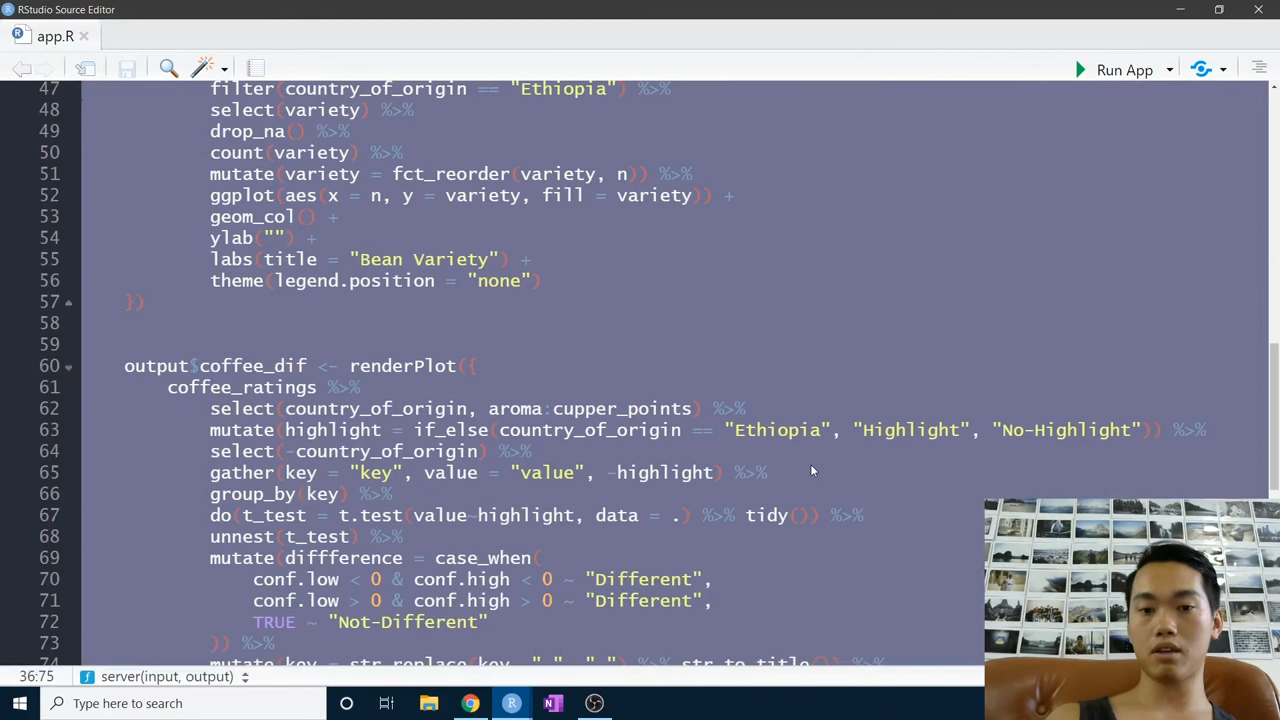 RStudio Source Editor
app.R
Run App
47 filter(country_of_origin == "Ethiopia") %>%
48 select(variety) %>%
49 drop_na() %>%
50 count(variety) %>%
51 mutate(variety = fct_reorder(variety, n)) %>%
52 ggplot(aes(x = n, y = variety, fill = variety)) +
53 geom_col() +
54 ylab("") +
55 labs(title = "Bean Variety") +
56 theme(legend.position = "none")
57 })
58
59
60 output$coffee_dif <- renderPlot({
61 coffee_ratings %>%
62 select(country_of_origin, aroma:cupper_points) %>%
63 mutate(highlight = if_else(country_of_origin == "Ethiopia", "Highlight", "No-Highlight")) %>%
64 select(-country_of_origin) %>%
65 gather(key = "key", value = "value", -highlight) %>%
66 group_by(key) %>%
67 do(t_test = t.test(value~highlight, data = .) %>% tidy()) %>%
68 unnest(t_test) %>%
69 mutate(diffference = case_when(
70 conf.low < 0 & conf.high < 0 ~ "Different",
71 conf.low > 0 & conf.high > 0 ~ "Different",
72 TRUE ~ "Not-Different"
73 )) %>%
74 mutate(key = str_replace(key, "_", " ") %>% str_to_title()) %>%
36:75 server(input, output)
Type here to search